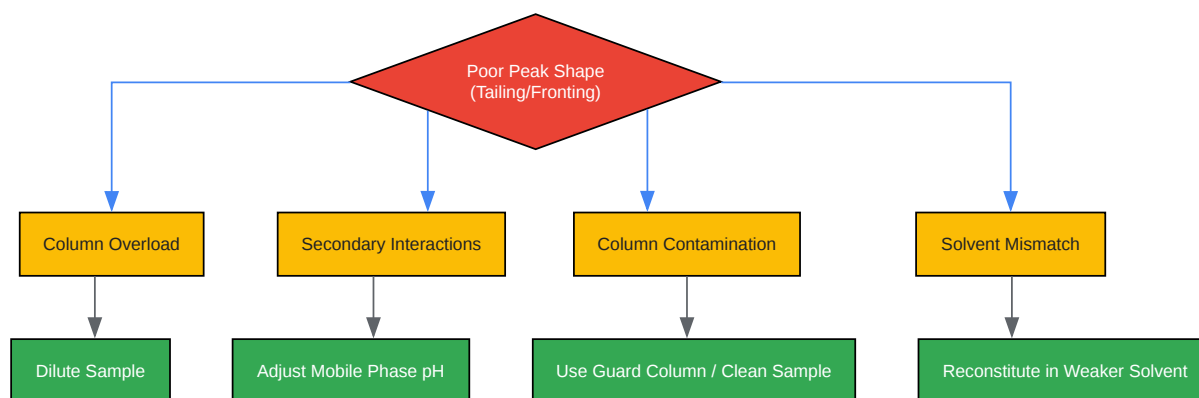 Poor Peak Shape
(Tailing/Fronting)
Column Overload
Secondary Interactions
Column Contamination
Solvent Mismatch
Dilute Sample
Adjust Mobile Phase pH
Use Guard Column / Clean Sample
Reconstitute in Weaker Solvent